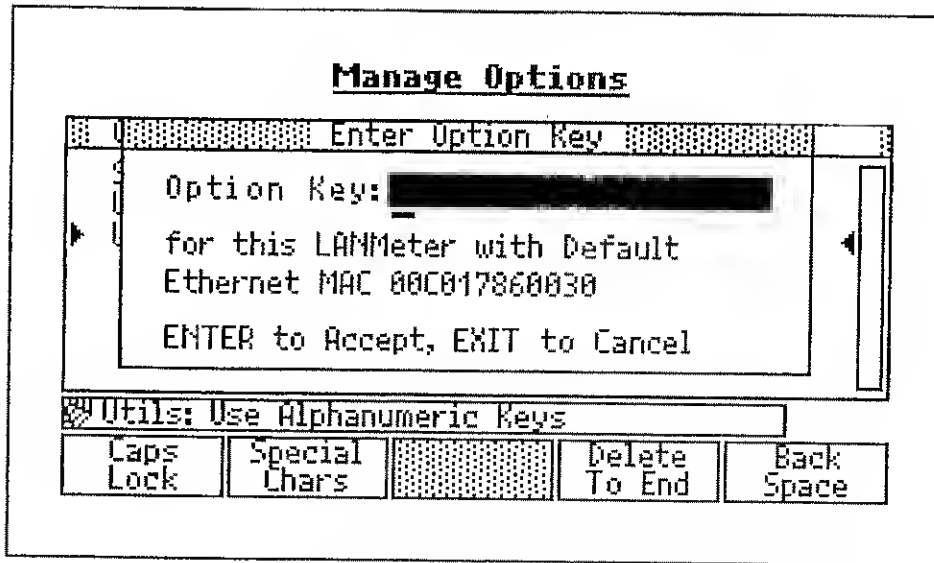 Manage Options
Enter Option Key
Option Key:
for this LANMeter with Default
Ethernet MAC 00C017860030
ENTER to Accept, EXIT to Cancel
Utils: Use Alphanumeric Keys
Caps Lock
Special Chars
Delete To End
Back Space